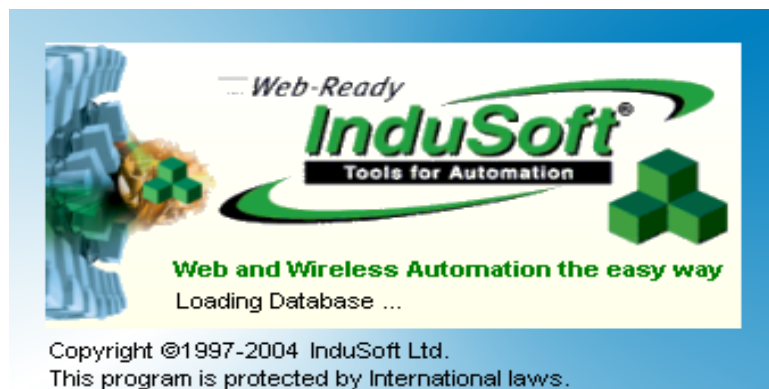 Web-Ready
InduSoft®
Tools for Automation
Web and Wireless Automation the easy way
Loading Database ...
Copyright ©1997-2004 InduSoft Ltd.
This program is protected by International laws.